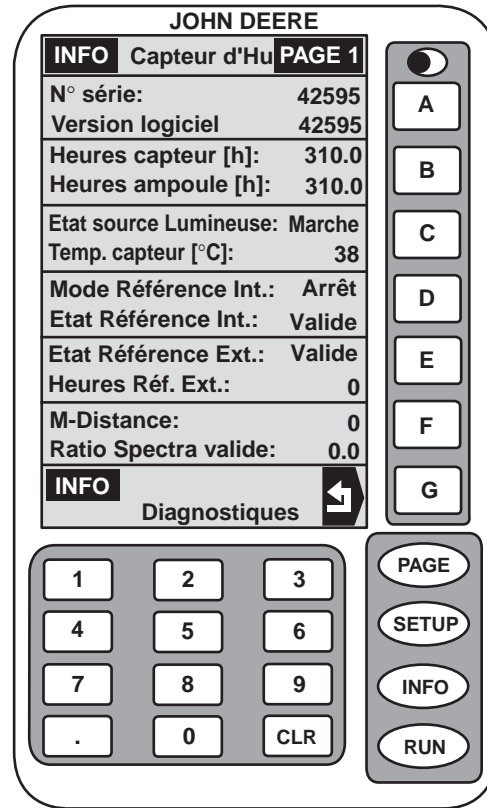 JOHN DEERE
INFO Capteur d'Hu PAGE 1
N° série: 42595
Version logiciel 42595
Heures capteur [h]: 310.0
Heures ampoule [h]: 310.0
Etat source Lumineuse: Marche
Temp. capteur [°C]: 38
Mode Référence Int.: Arrêt
Etat Référence Int.: Valide
Etat Référence Ext.: Valide
Heures Réf. Ext.: 0
M-Distance: 0
Ratio Spectra valide: 0.0
INFO
Diagnostiques
A
B
C
D
E
F
G
1 2 3
4 5 6
7 8 9
. 0 CLR
PAGE
SETUP
INFO
RUN